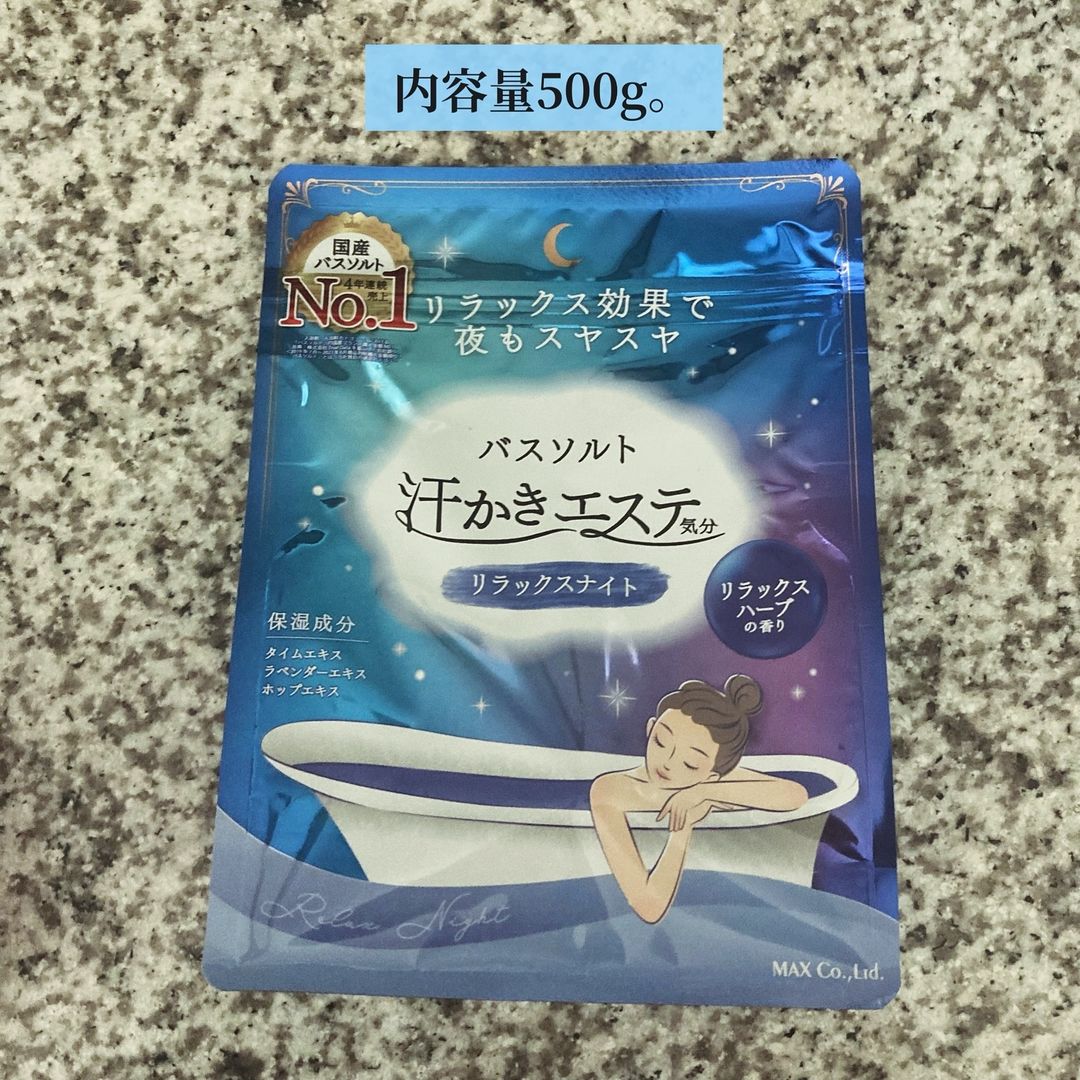 内容量500g。
国産
バスソルト
4年連続
売上
No.1
リラックス効果で
夜もスヤスヤ
バスソルト
汗かきエステ気分
リラックスナイト
リラックス
ハーブ
の香り
保湿成分
タイムエキス
ラベンダーエキス
ホップエキス
Relax Night
MAX Co.,Ltd.